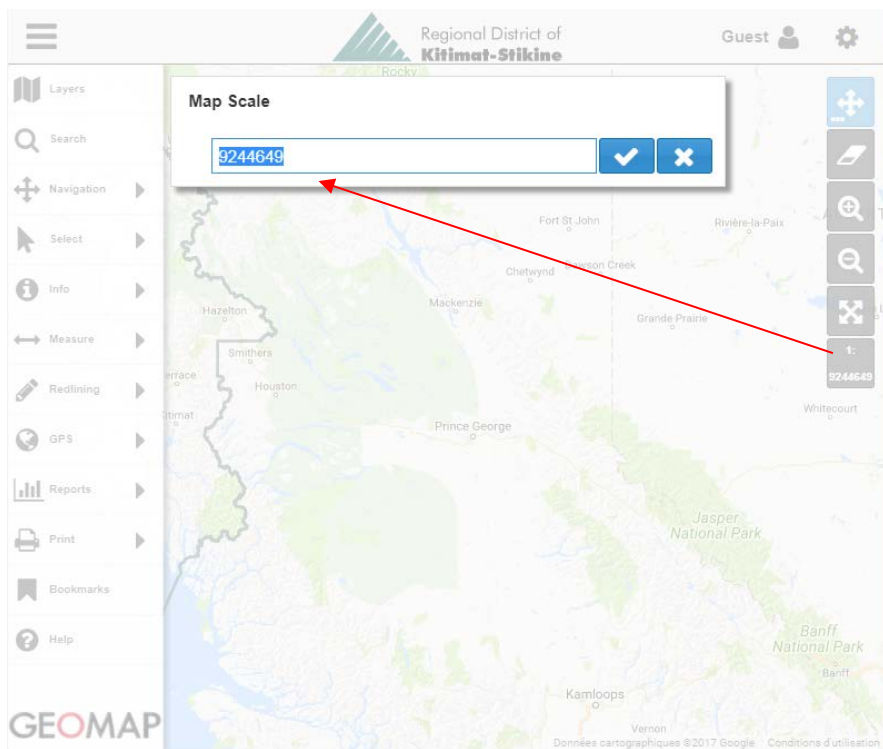 Regional District of
Kitimat-Stikine
Guest
Layers
Search
Navigation
Select
Info
Measure
Redlining
GPS
Reports
Print
Bookmarks
Help
GEOMAP
Map Scale
9244649
Rocky
Fort St John
Rivière-la-Paix
Dawson Creek
Chetwynd
Mackenzie
Grande Prairie
Hazelton
Smithers
Terrace
Houston
Kitimat
Prince George
Whitecourt
Jasper
National Park
Banff
National Park
Banff
Kamloops
Vernon
Données cartographiques ©2017 Google
Conditions d'utilisation
1:
9244649